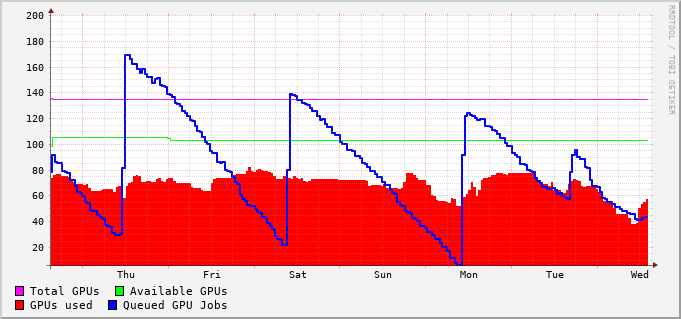 200
180
160
140
120
100
80
60
40
20
Thu Fri Sat Sun Mon Tue Wed
Total GPUs Available GPUs
GPUs used Queued GPU Jobs
RRDTOOL / TOBI OETIKER